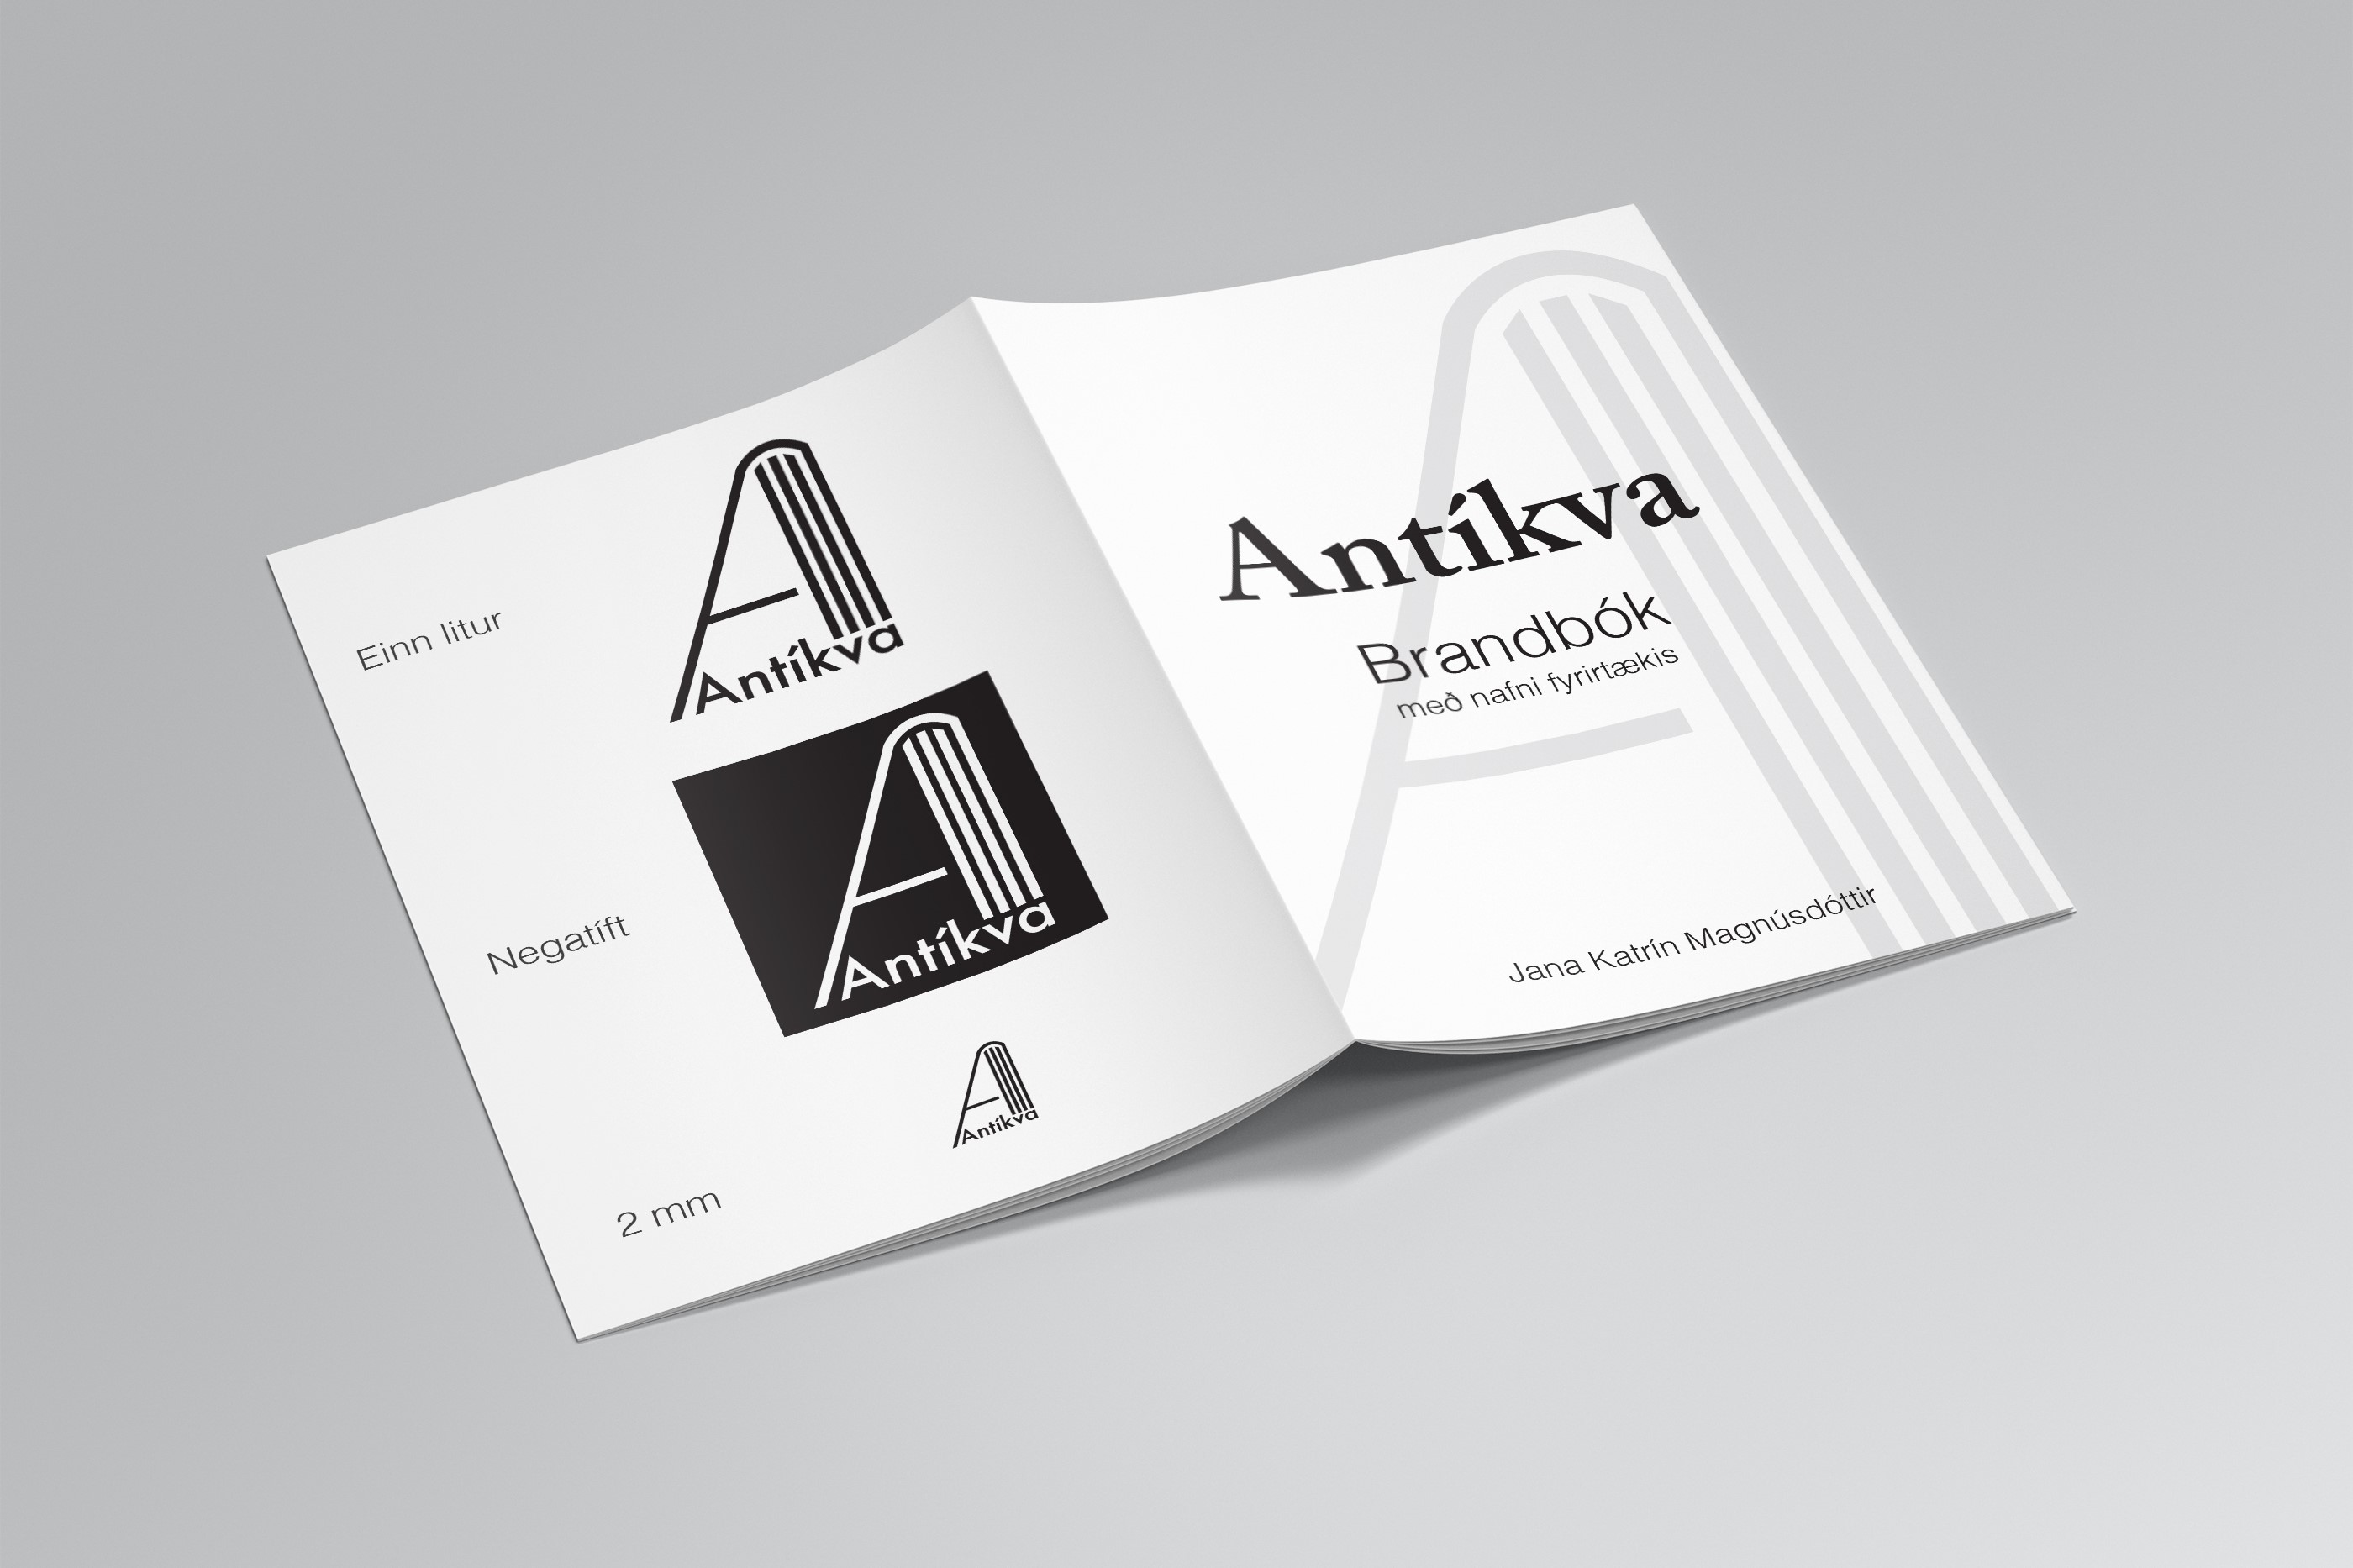 Einn litur
Antíkva
Negatíft
Antíkva
2 mm
Antíkva
Antíkva
Brandbók
með nafni fyrirtækis
Jana Katrín Magnúsdóttir